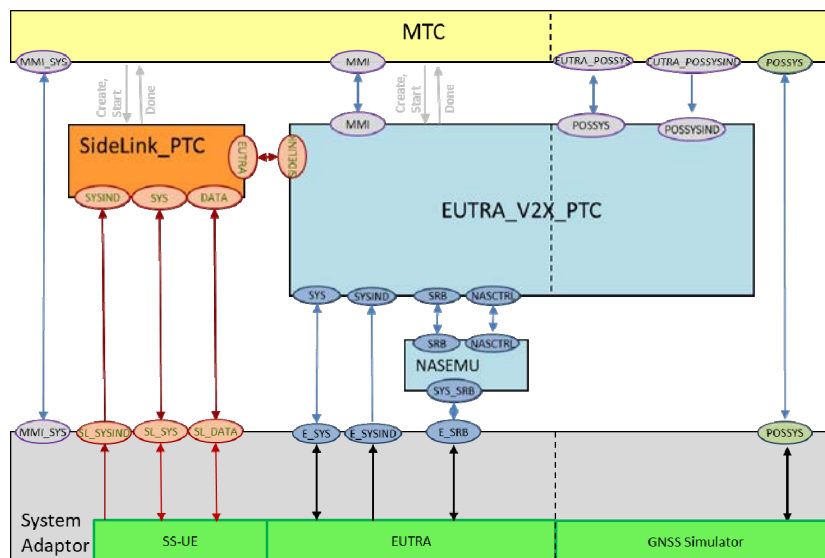 MTC
MMI_SYS
MMI
EUTRA_POSSYS
EUTRA_POSSYSIND
POSSYS
Create,
Start
Done
Create,
Start
Done
SideLink_PTC
EUTRA
SIDELINK
MMI
POSSYS
POSSYSIND
SYSIND
SYS
DATA
EUTRA_V2X_PTC
SYS
SYSIND
SRB
NASCTRL
SRB
NASCTRL
NASEMU
SYS_SRB
MMI_SYS
SL_SYSIND
SL_SYS
SL_DATA
E_SYS
E_SYSIND
E_SRB
POSSYS
System
Adaptor
SS-UE
EUTRA
GNSS Simulator